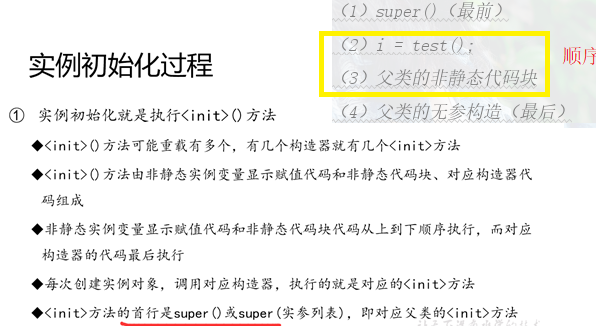 (1) super() (最前)
(2) i = test();
(3) 父类的非静态代码块
(4) 父类的无参构造 (最后)
顺序
实例初始化过程
① 实例初始化就是执行<init>()方法
◆<init>()方法可能重载有多个，有几个构造器就有几个<init>方法
◆<init>()方法由非静态实例变量显示赋值代码和非静态代码块、对应构造器代
码组成
◆非静态实例变量显示赋值代码和非静态代码块代码从上到下顺序执行，而对应
构造器的代码最后执行
◆每次创建实例对象，调用对应构造器，执行的就是对应的<init>方法
◆<init>方法的首行是super()或super(实参列表)，即对应父类的<init>方法